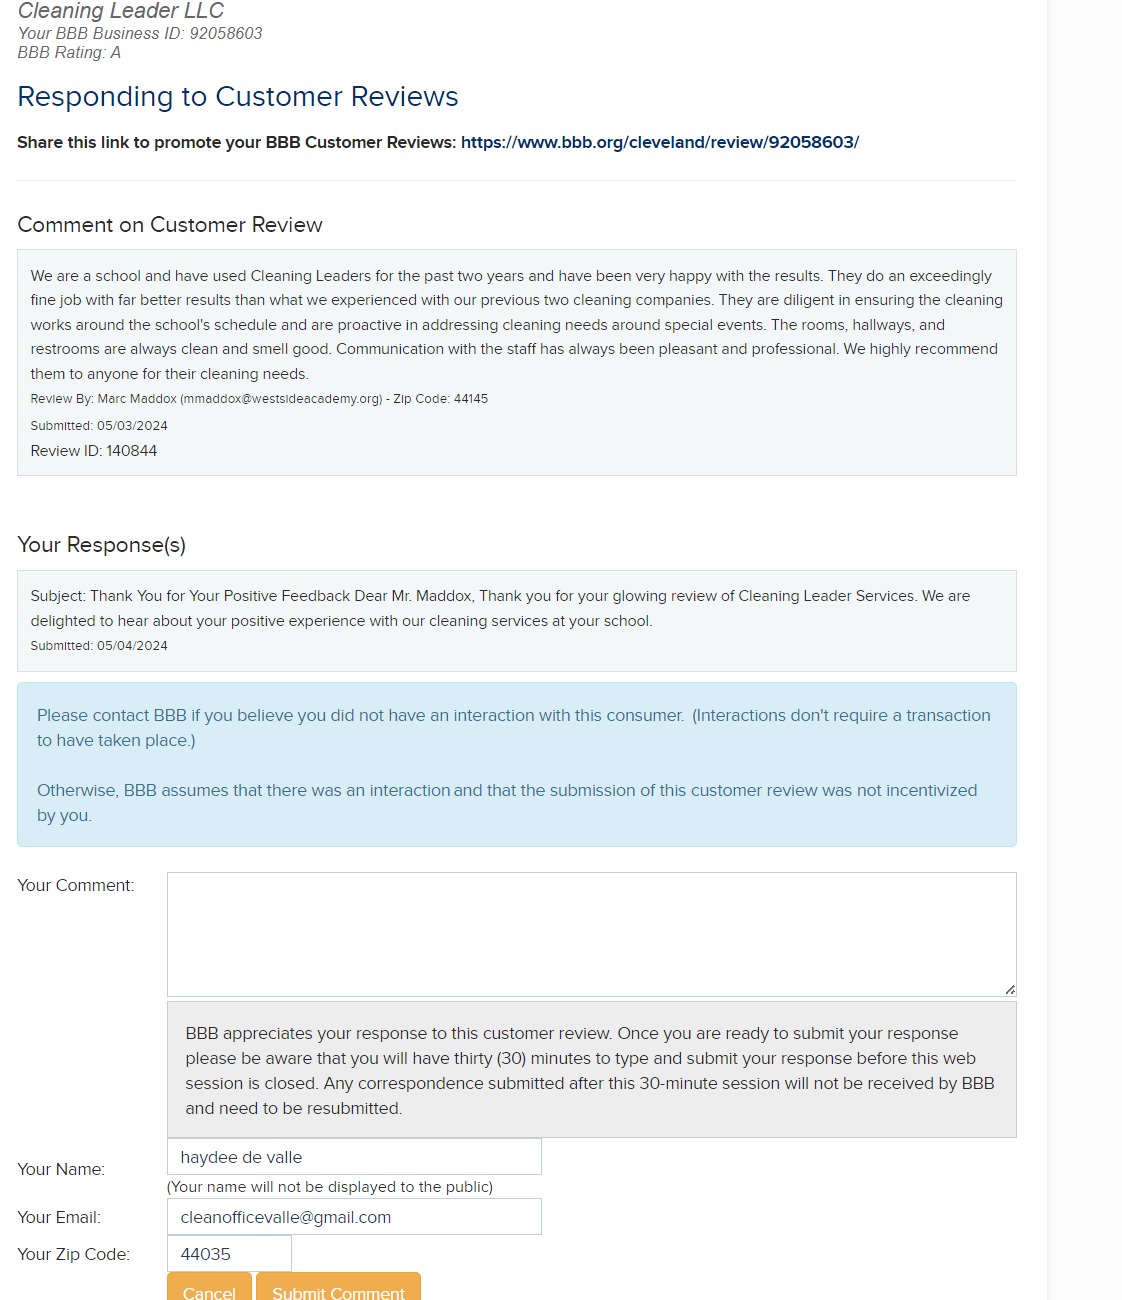 Cleaning Leader LLC
Your BBB Business ID: 92058603
BBB Rating: A
Responding to Customer Reviews
Share this link to promote your BBB Customer Reviews: https://www.bbb.org/cleveland/review/92058603/
Comment on Customer Review
We are a school and have used Cleaning Leaders for the past two years and have been very happy with the results. They do an exceedingly
fine job with far better results than what we experienced with our previous two cleaning companies. They are diligent in ensuring the cleaning
works around the school's schedule and are proactive in addressing cleaning needs around special events. The rooms, hallways, and
restrooms are always clean and smell good. Communication with the staff has always been pleasant and professional. We highly recommend
them to anyone for their cleaning needs.
Review By: Marc Maddox (mmaddox@westsideacademy.org) - Zip Code: 44145
Submitted: 05/03/2024
Review ID: 140844
Your Response(s)
Subject: Thank You for Your Positive Feedback Dear Mr. Maddox, Thank you for your glowing review of Cleaning Leader Services. We are
delighted to hear about your positive experience with our cleaning services at your school.
Submitted: 05/04/2024
Please contact BBB if you believe you did not have an interaction with this consumer. (Interactions don't require a transaction
to have taken place.)
Otherwise, BBB assumes that there was an interaction and that the submission of this customer review was not incentivized
by you.
Your Comment:
BBB appreciates your response to this customer review. Once you are ready to submit your response
please be aware that you will have thirty (30) minutes to type and submit your response before this web
session is closed. Any correspondence submitted after this 30-minute session will not be received by BBB
and need to be resubmitted.
Your Name: haydee de valle
(Your name will not be displayed to the public)
Your Email: cleanofficevalle@gmail.com
Your Zip Code: 44035
Cancel Submit Comment